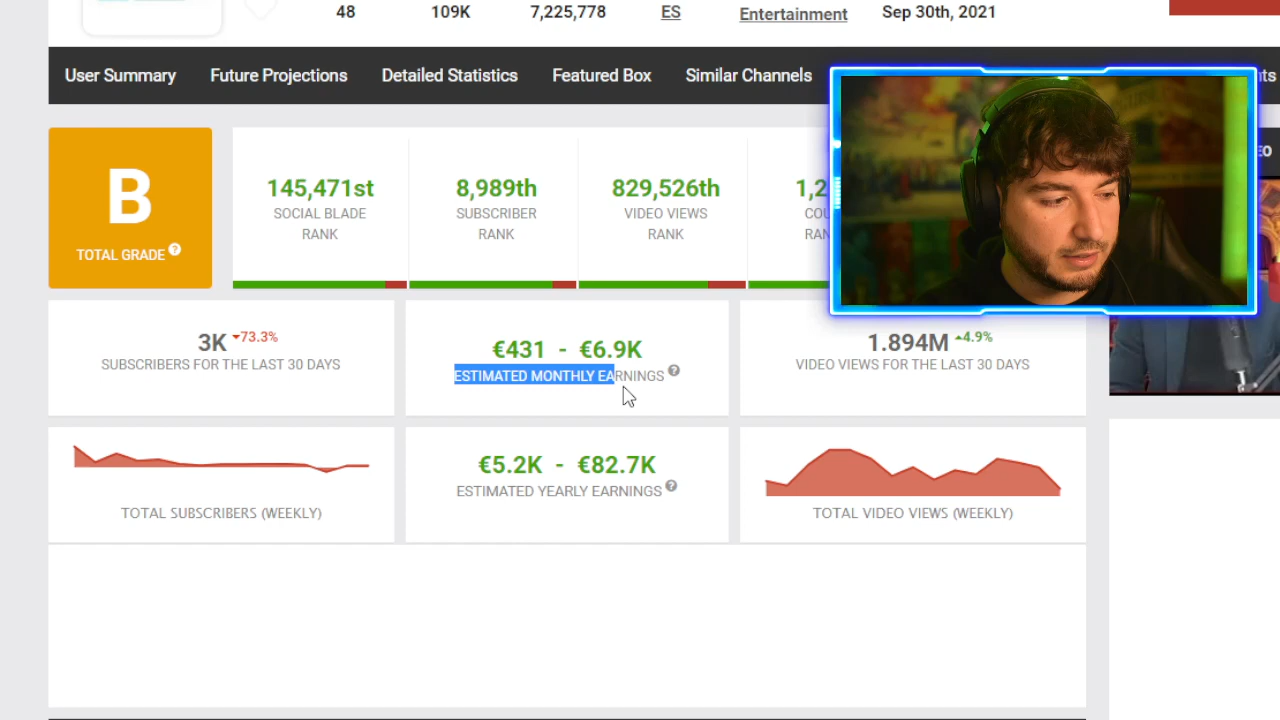 48 109K 7,225,778 ES Entertainment Sep 30th, 2021
User Summary Future Projections Detailed Statistics Featured Box Similar Channels
B
TOTAL GRADE ?
145,471st
SOCIAL BLADE
RANK
8,989th
SUBSCRIBER
RANK
829,526th
VIDEO VIEWS
RANK
3K 73.3%
SUBSCRIBERS FOR THE LAST 30 DAYS
€431 - €6.9K
ESTIMATED MONTHLY EARNINGS ?
1.894M 4.9%
VIDEO VIEWS FOR THE LAST 30 DAYS
TOTAL SUBSCRIBERS (WEEKLY)
€5.2K - €82.7K
ESTIMATED YEARLY EARNINGS ?
TOTAL VIDEO VIEWS (WEEKLY)